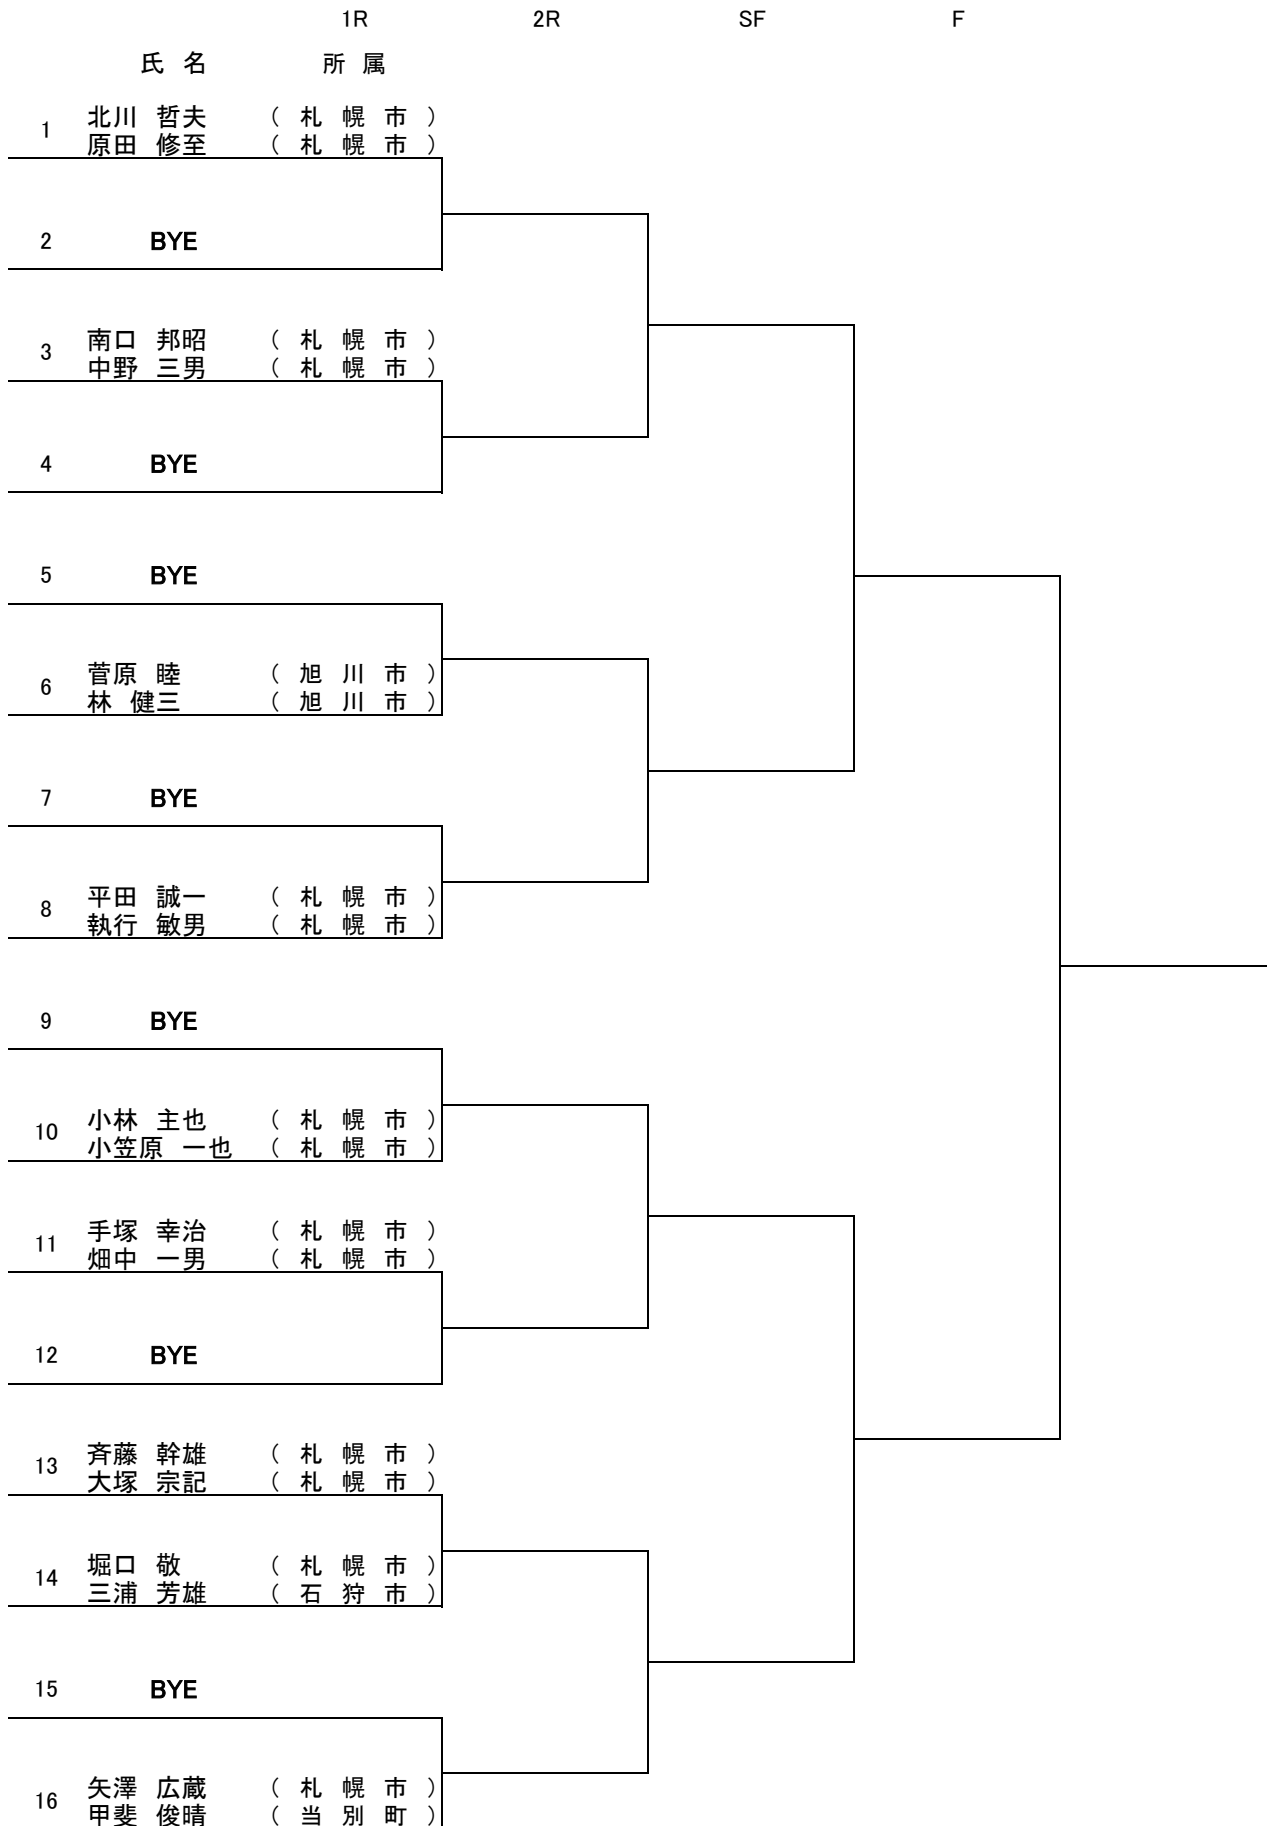 1R 2R SF F
氏 名 所 属
北川 哲夫 ( 札 幌 市 )
1
原田 修至 ( 札 幌 市 )
2 BYE
南口 邦昭 ( 札 幌 市 )
3
中野 三男 ( 札 幌 市 )
4 BYE
5 BYE
菅原 睦 ( 旭 川 市 )
6
林 健三 ( 旭 川 市 )
7 BYE
平田 誠一 ( 札 幌 市 )
8
執行 敏男 ( 札 幌 市 )
9 BYE
小林 主也 ( 札 幌 市 )
10
小笠原 一也 ( 札 幌 市 )
手塚 幸治 ( 札 幌 市 )
11
畑中 一男 ( 札 幌 市 )
12 BYE
斉藤 幹雄 ( 札 幌 市 )
13
大塚 宗記 ( 札 幌 市 )
堀口 敬 ( 札 幌 市 )
14
三浦 芳雄 ( 石 狩 市 )
15 BYE
矢澤 広蔵 ( 札 幌 市 )
16
甲斐 俊晴 ( 当 別 町 )